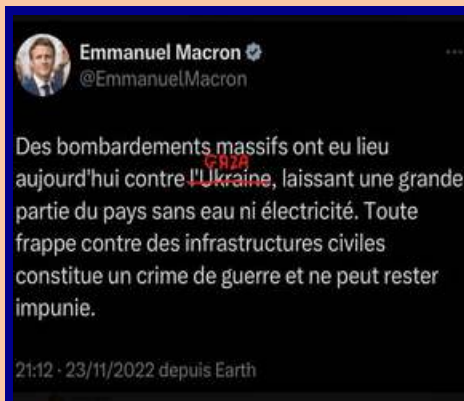 Emmanuel Macron
@EmmanuelMacron
Des bombardements massifs ont eu lieu
GAZA
aujourd'hui contre l'Ukraine, laissant une grande
partie du pays sans eau ni électricité. Toute
frappe contre des infrastructures civiles
constitue un crime de guerre et ne peut rester
impunie.
21:12 · 23/11/2022 depuis Earth